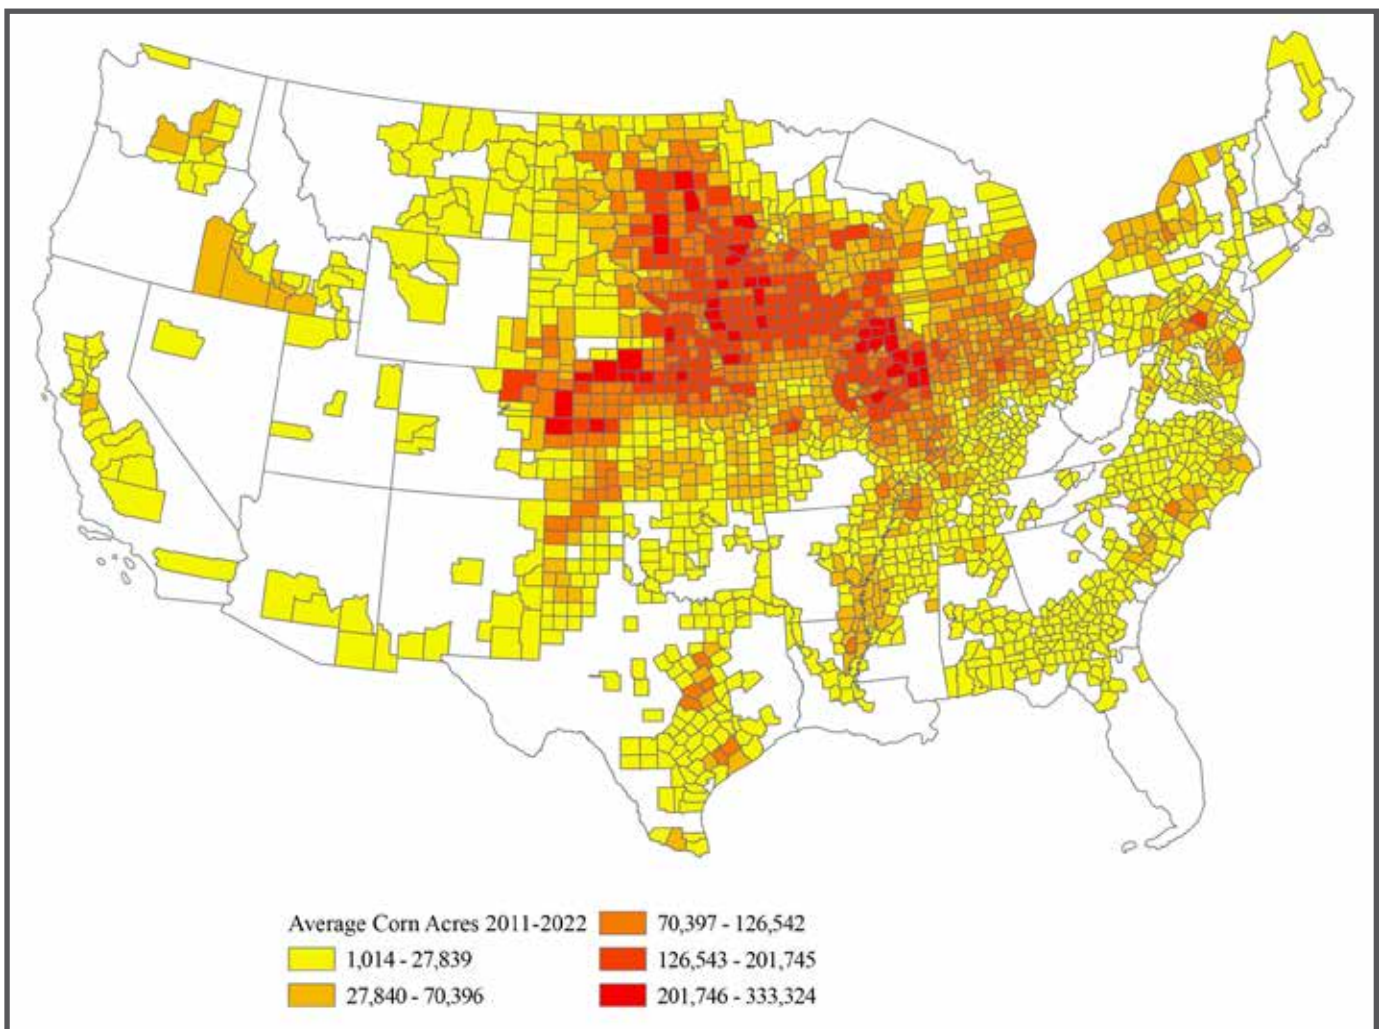 Average Corn Acres 2011-2022
1,014 - 27,839
27,840 - 70,396
70,397 - 126,542
126,543 - 201,745
201,746 - 333,324